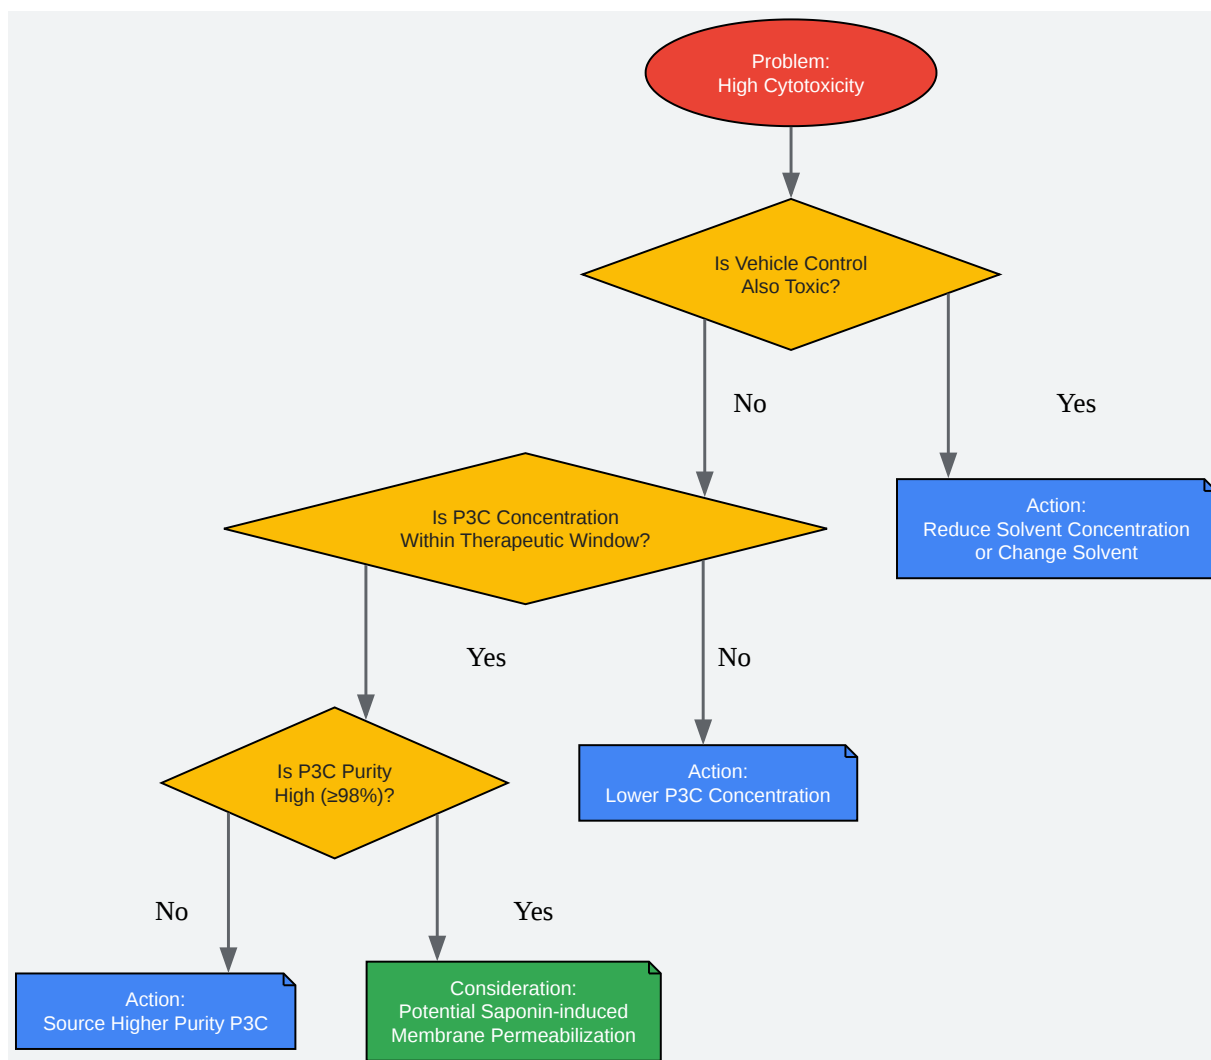 Problem:
High Cytotoxicity
Is Vehicle Control
Also Toxic?
No
Yes
Is P3C Concentration
Within Therapeutic Window?
Action:
Reduce Solvent Concentration
or Change Solvent
Yes
No
Is P3C Purity
High (≥98%)?
Action:
Lower P3C Concentration
No
Yes
Action:
Source Higher Purity P3C
Consideration:
Potential Saponin-induced
Membrane Permeabilization